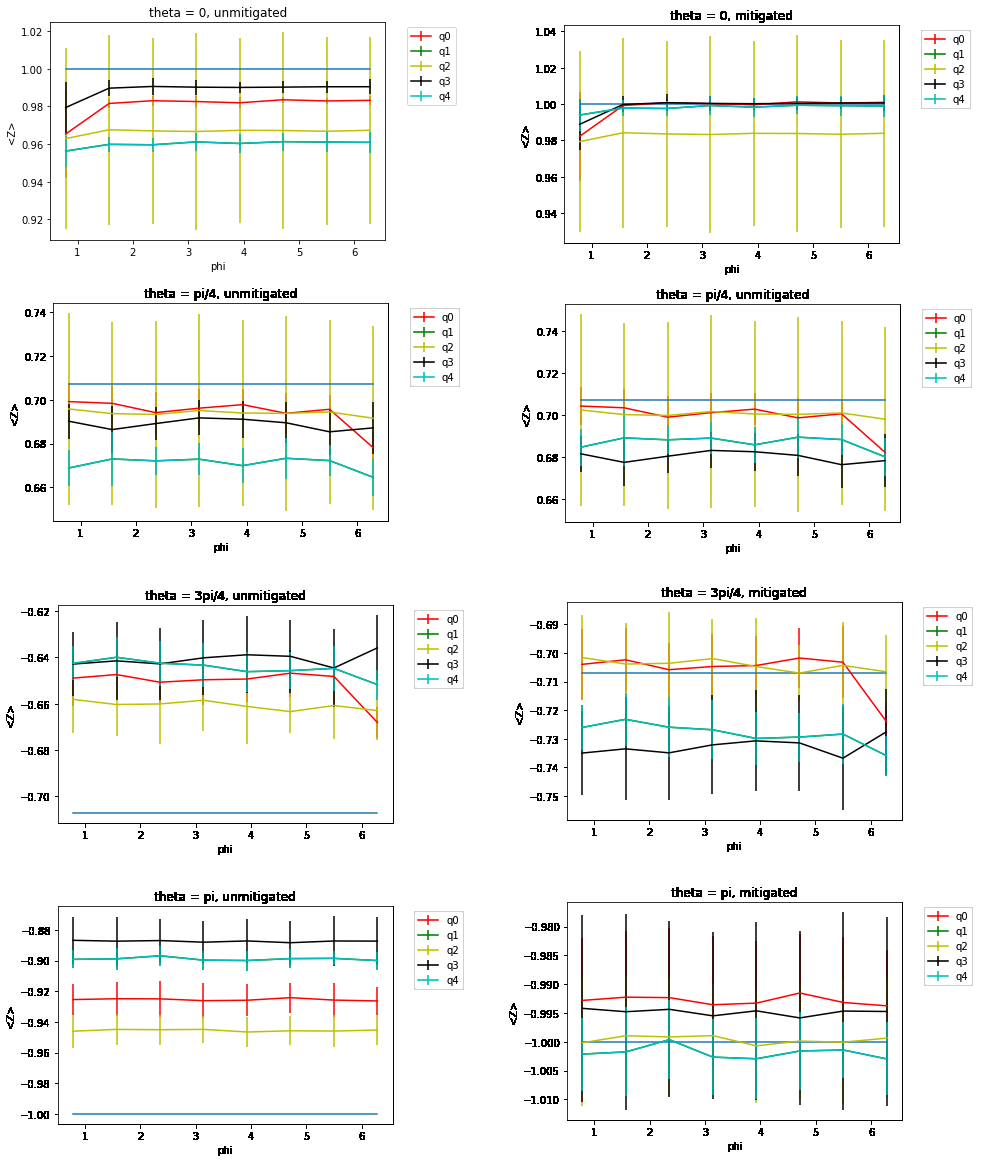 theta = 0, unmitigated
<Z>
1.02
1.00
0.98
0.96
0.94
0.92
1 2 3 4 5 6
phi
q0
q1
q2
q3
q4
theta = 0, mitigated
<Z>
1.04
1.02
1.00
0.98
0.96
0.94
1 2 3 4 5 6
phi
q0
q1
q2
q3
q4
theta = pi/4, unmitigated
<Z>
0.74
0.72
0.70
0.68
0.66
1 2 3 4 5 6
phi
q0
q1
q2
q3
q4
theta = pi/4, unmitigated
<Z>
0.74
0.72
0.70
0.68
0.66
1 2 3 4 5 6
phi
q0
q1
q2
q3
q4
theta = 3pi/4, unmitigated
<Z>
−0.62
−0.64
−0.66
−0.68
−0.70
1 2 3 4 5 6
phi
q0
q1
q2
q3
q4
theta = 3pi/4, mitigated
<Z>
−0.69
−0.70
−0.71
−0.72
−0.73
−0.74
−0.75
1 2 3 4 5 6
phi
q0
q1
q2
q3
q4
theta = pi, unmitigated
<Z>
−0.88
−0.90
−0.92
−0.94
−0.96
−0.98
−1.00
1 2 3 4 5 6
phi
q0
q1
q2
q3
q4
theta = pi, mitigated
<Z>
−0.980
−0.985
−0.990
−0.995
−1.000
−1.005
−1.010
1 2 3 4 5 6
phi
q0
q1
q2
q3
q4